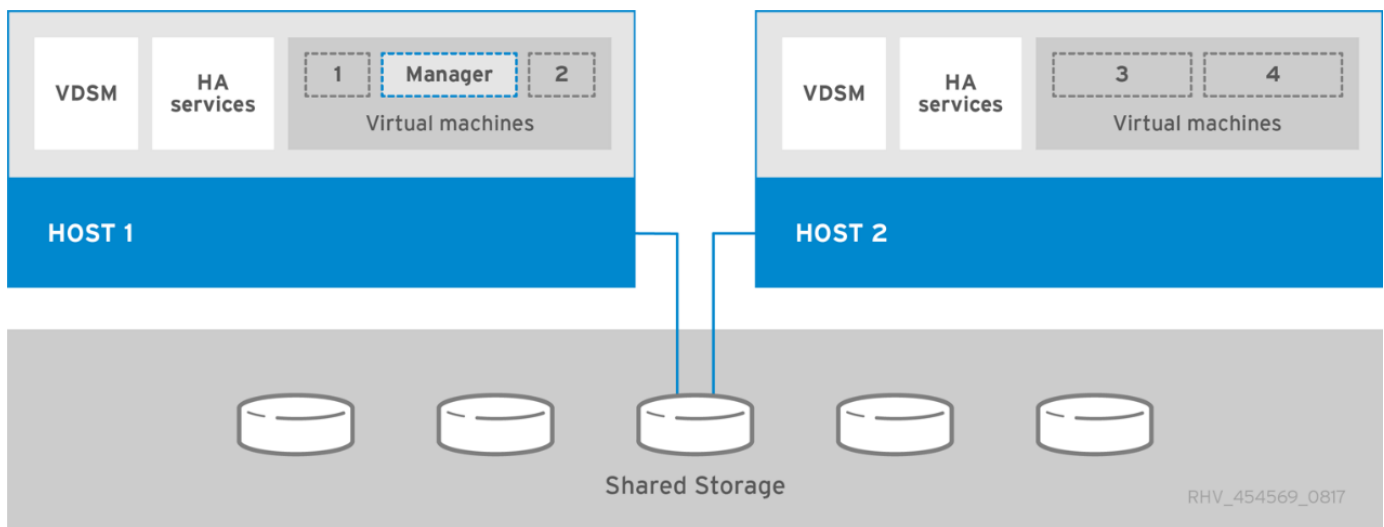 VDSM
HA
services
1
Manager
2
Virtual machines
HOST 1
VDSM
HA
services
3
4
Virtual machines
HOST 2
Shared Storage
RHV_454569_0817